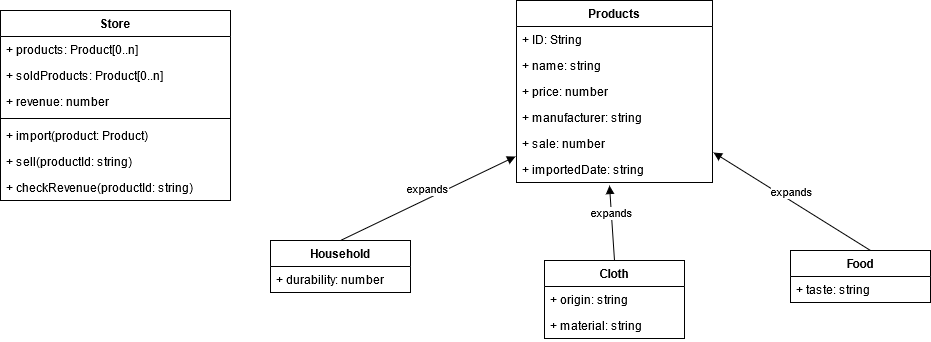 Store
+ products: Product[0..n]
+ soldProducts: Product[0..n]
+ revenue: number
+ import(product: Product)
+ sell(productId: string)
+ checkRevenue(productId: string)
Products
+ ID: String
+ name: string
+ price: number
+ manufacturer: string
+ sale: number
+ importedDate: string
expands
expands
expands
Household
+ durability: number
Cloth
+ origin: string
+ material: string
Food
+ taste: string